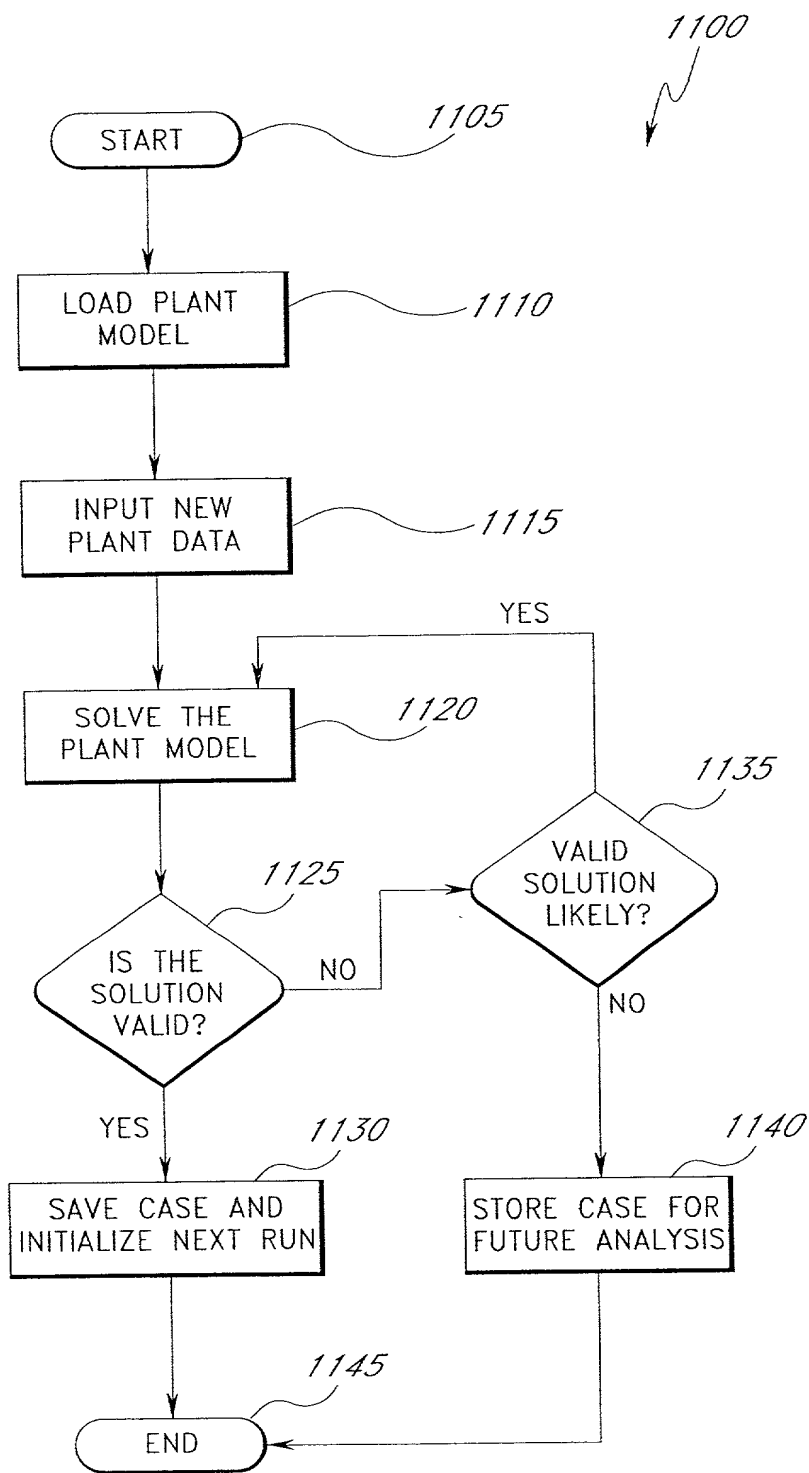 1100
START
1105
LOAD PLANT
MODEL
1110
INPUT NEW
PLANT DATA
1115
YES
SOLVE THE
PLANT MODEL
1120
1135
VALID
SOLUTION
LIKELY?
1125
IS THE
SOLUTION
VALID?
NO
NO
YES
1130
SAVE CASE AND
INITIALIZE NEXT RUN
1140
STORE CASE FOR
FUTURE ANALYSIS
1145
END